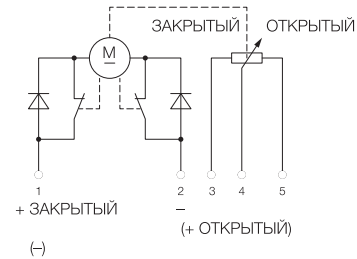 ЗАКРЫТЫЙ ОТКРЫТЫЙ
M
1 2 3 4 5
+ ЗАКРЫТЫЙ –
(+ ОТКРЫТЫЙ)
(–)